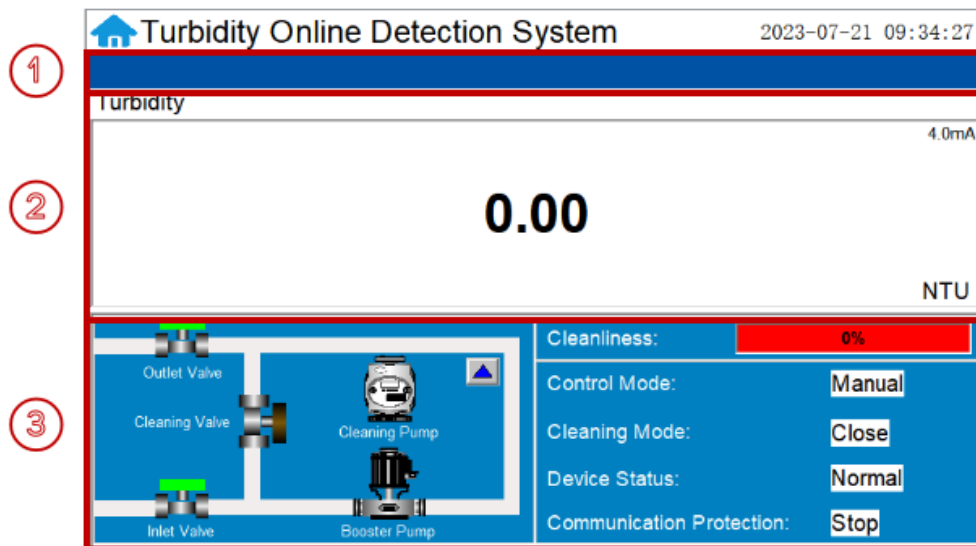 Turbidity Online Detection System 2023-07-21 09:34:27
①
Turbidity
4.0mA
②
0.00
NTU
Cleanliness: 0%
Outlet Valve
Control Mode: Manual
③
Cleaning Valve
Cleaning Pump
Cleaning Mode: Close
Device Status: Normal
Inlet Valve
Booster Pump
Communication Protection: Stop